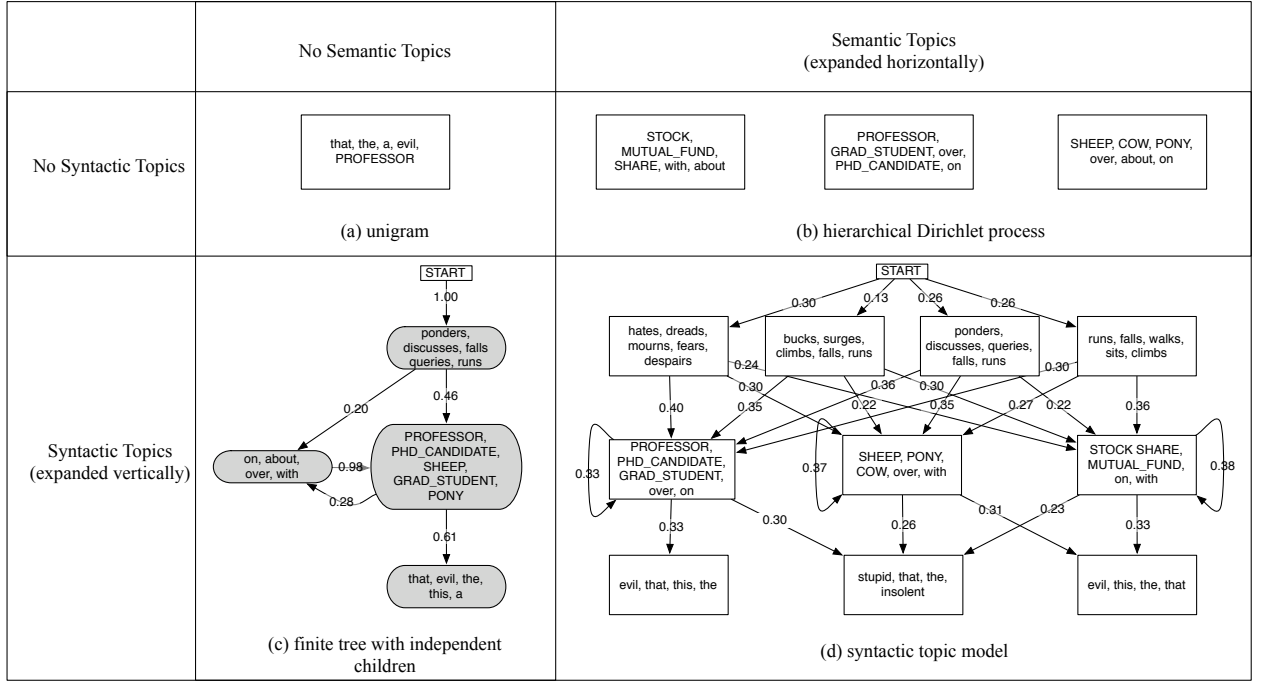 No Semantic Topics
Semantic Topics
(expanded horizontally)
No Syntactic Topics
that, the, a, evil,
PROFESSOR
(a) unigram
STOCK,
MUTUAL_FUND,
SHARE, with, about
PROFESSOR,
GRAD_STUDENT, over,
PHD_CANDIDATE, on
SHEEP, COW, PONY,
over, about, on
(b) hierarchical Dirichlet process
Syntactic Topics
(expanded vertically)
START
1.00
ponders,
discusses, falls
queries, runs
0.20
0.46
on, about,
over, with
0.98
0.28
PROFESSOR,
PHD_CANDIDATE,
SHEEP,
GRAD_STUDENT,
PONY
0.61
that, evil, the,
this, a
(c) finite tree with independent
children
START
0.30
0.13
0.26
0.26
hates, dreads,
mourns, fears,
despairs
bucks, surges,
climbs, falls, runs
ponders,
discusses, queries,
falls, runs
runs, falls, walks,
sits, climbs
0.24
0.30
0.36
0.30
0.30
0.40
0.35
0.22
0.35
0.27
0.22
0.36
PROFESSOR,
PHD_CANDIDATE,
GRAD_STUDENT,
over, on
SHEEP, PONY,
COW, over, with
STOCK SHARE,
MUTUAL_FUND,
on, with
0.33
0.37
0.38
0.33
0.30
0.26
0.31
0.23
0.33
evil, that, this, the
stupid, that, the,
insolent
evil, this, the, that
(d) syntactic topic model